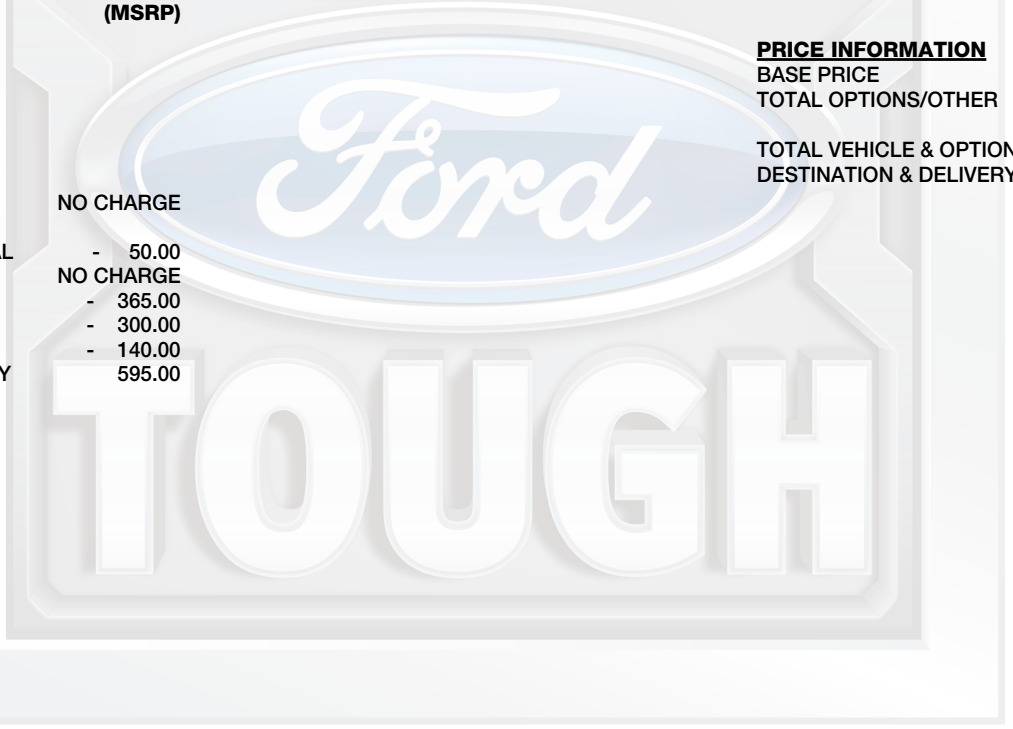 (MSRP)
NO CHARGE
AL - 50.00
NO CHARGE
- 365.00
- 300.00
- 140.00
Y 595.00
PRICE INFORMATION
BASE PRICE
TOTAL OPTIONS/OTHER
TOTAL VEHICLE & OPTION
DESTINATION & DELIVERY
Ford
TOUGH